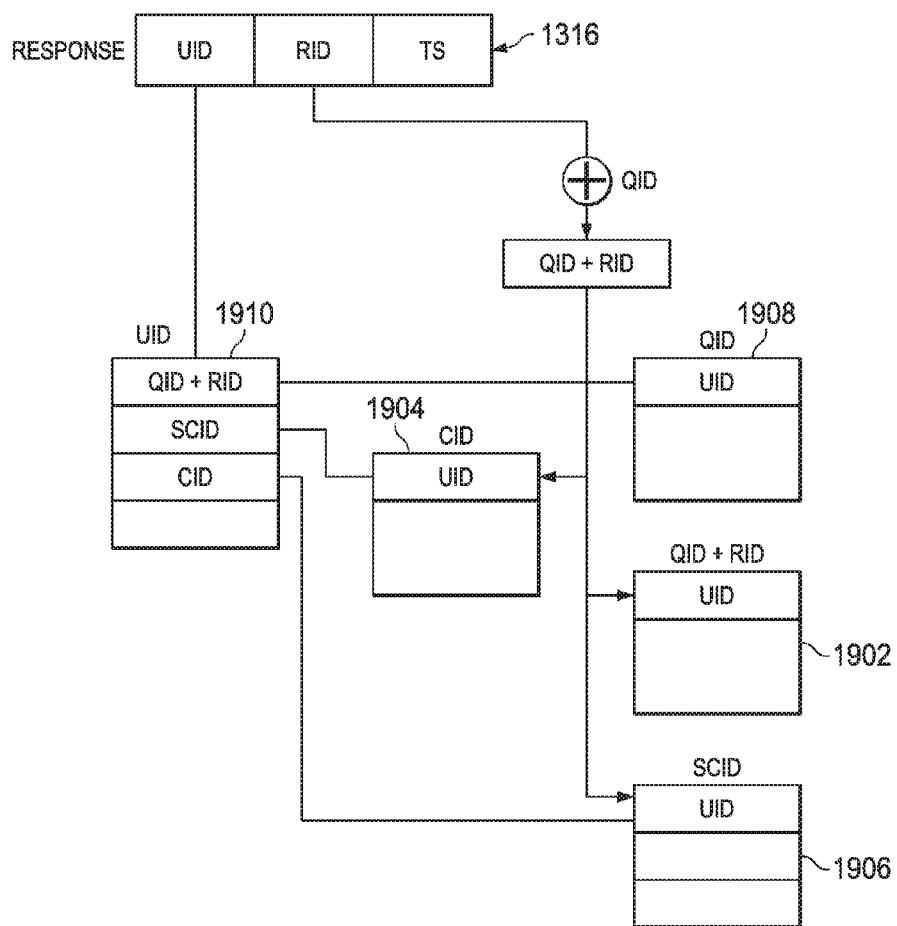 RESPONSE UID RID TS 1316
QID
QID + RID
UID 1910
QID + RID
SCID
CID
1904
CID
UID
1908
QID
UID
QID + RID
UID
1902
SCID
UID
1906